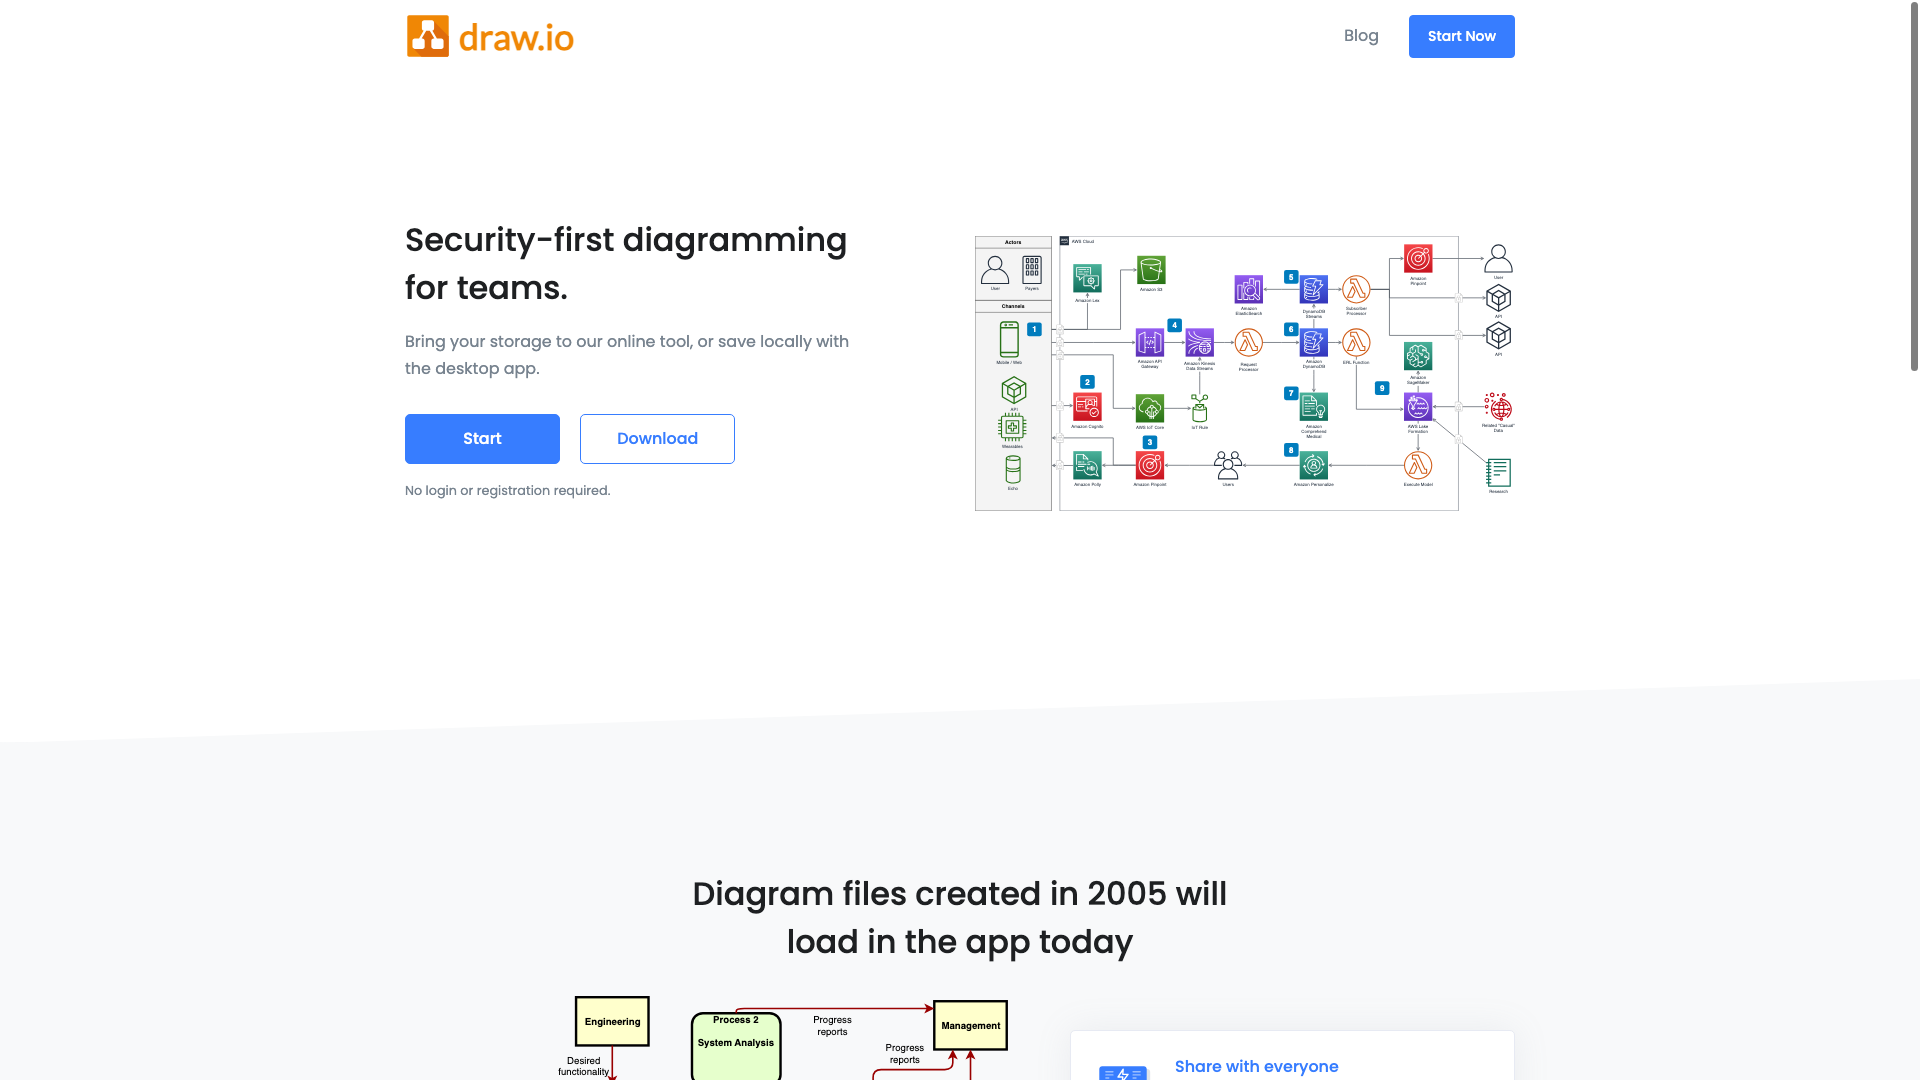 draw.io
Blog
Start Now
Security-first diagramming
for teams.
Bring your storage to our online tool, or save locally with
the desktop app.
Start
Download
No login or registration required.
Actors
User
Payers
Channels
1
Mobile / Web
API
Wearables
Echo
AWS Cloud
Amazon Lex
Amazon S3
4
Amazon API
Gateway
Amazon Kinesis
Data Streams
2
Amazon Cognito
AWS IoT Core
IoT Rule
3
Amazon Polly
Amazon Pinpoint
Users
Amazon
ElasticSearch
5
DynamoDB
Streams
Subscriber
Processor
Request
Processor
6
Amazon
DynamoDB
ERL Function
7
Amazon
Comprehend
Medical
8
Amazon Personalize
Amazon
Pinpoint
Amazon
SageMaker
9
AWS Lake
Formation
Execute Model
User
API
API
Related "Casual"
Data
Research
Diagram files created in 2005 will
load in the app today
Engineering
Desired
functionality
Process 2
System Analysis
Progress
reports
Progress
reports
Management
Share with everyone